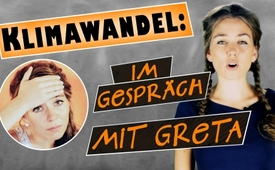 KLIMAWANDEL:
IM
GESPRÄCH
MIT GRETA